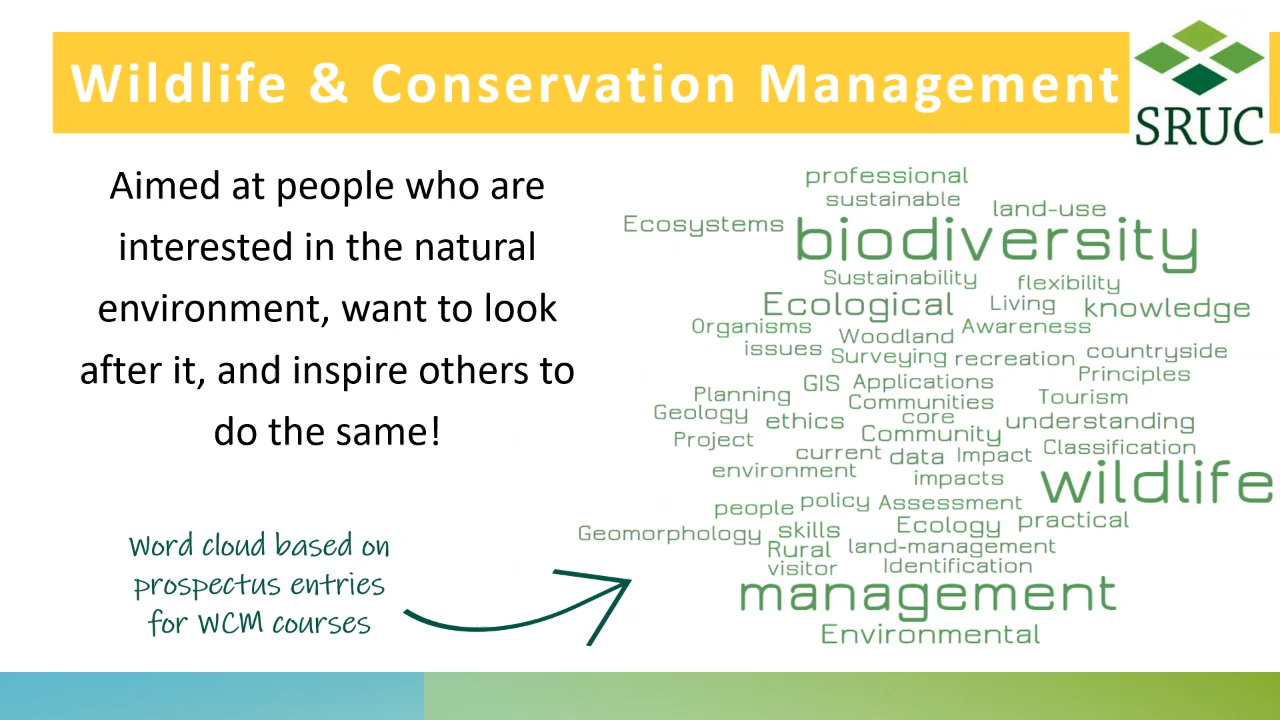 Wildlife & Conservation Management
SRUC
Aimed at people who are
interested in the natural
environment, want to look
after it, and inspire others to
do the same!
Word cloud based on
prospectus entries
for WCM courses
professional
sustainable
land-use
Ecosystems
biodiversity
Sustainability
flexibility
Ecological
Living
knowledge
Organisms
Woodland
Awareness
issues
Surveying
recreation
countryside
Principles
GIS
Applications
Planning
Communities
Tourism
Geology
ethics
core
understanding
Project
Community
current
data
Impact
Classification
environment
impacts
wildlife
people
policy
Assessment
Geomorphology
skills
Ecology
practical
Rural
land-management
visitor
Identification
management
Environmental